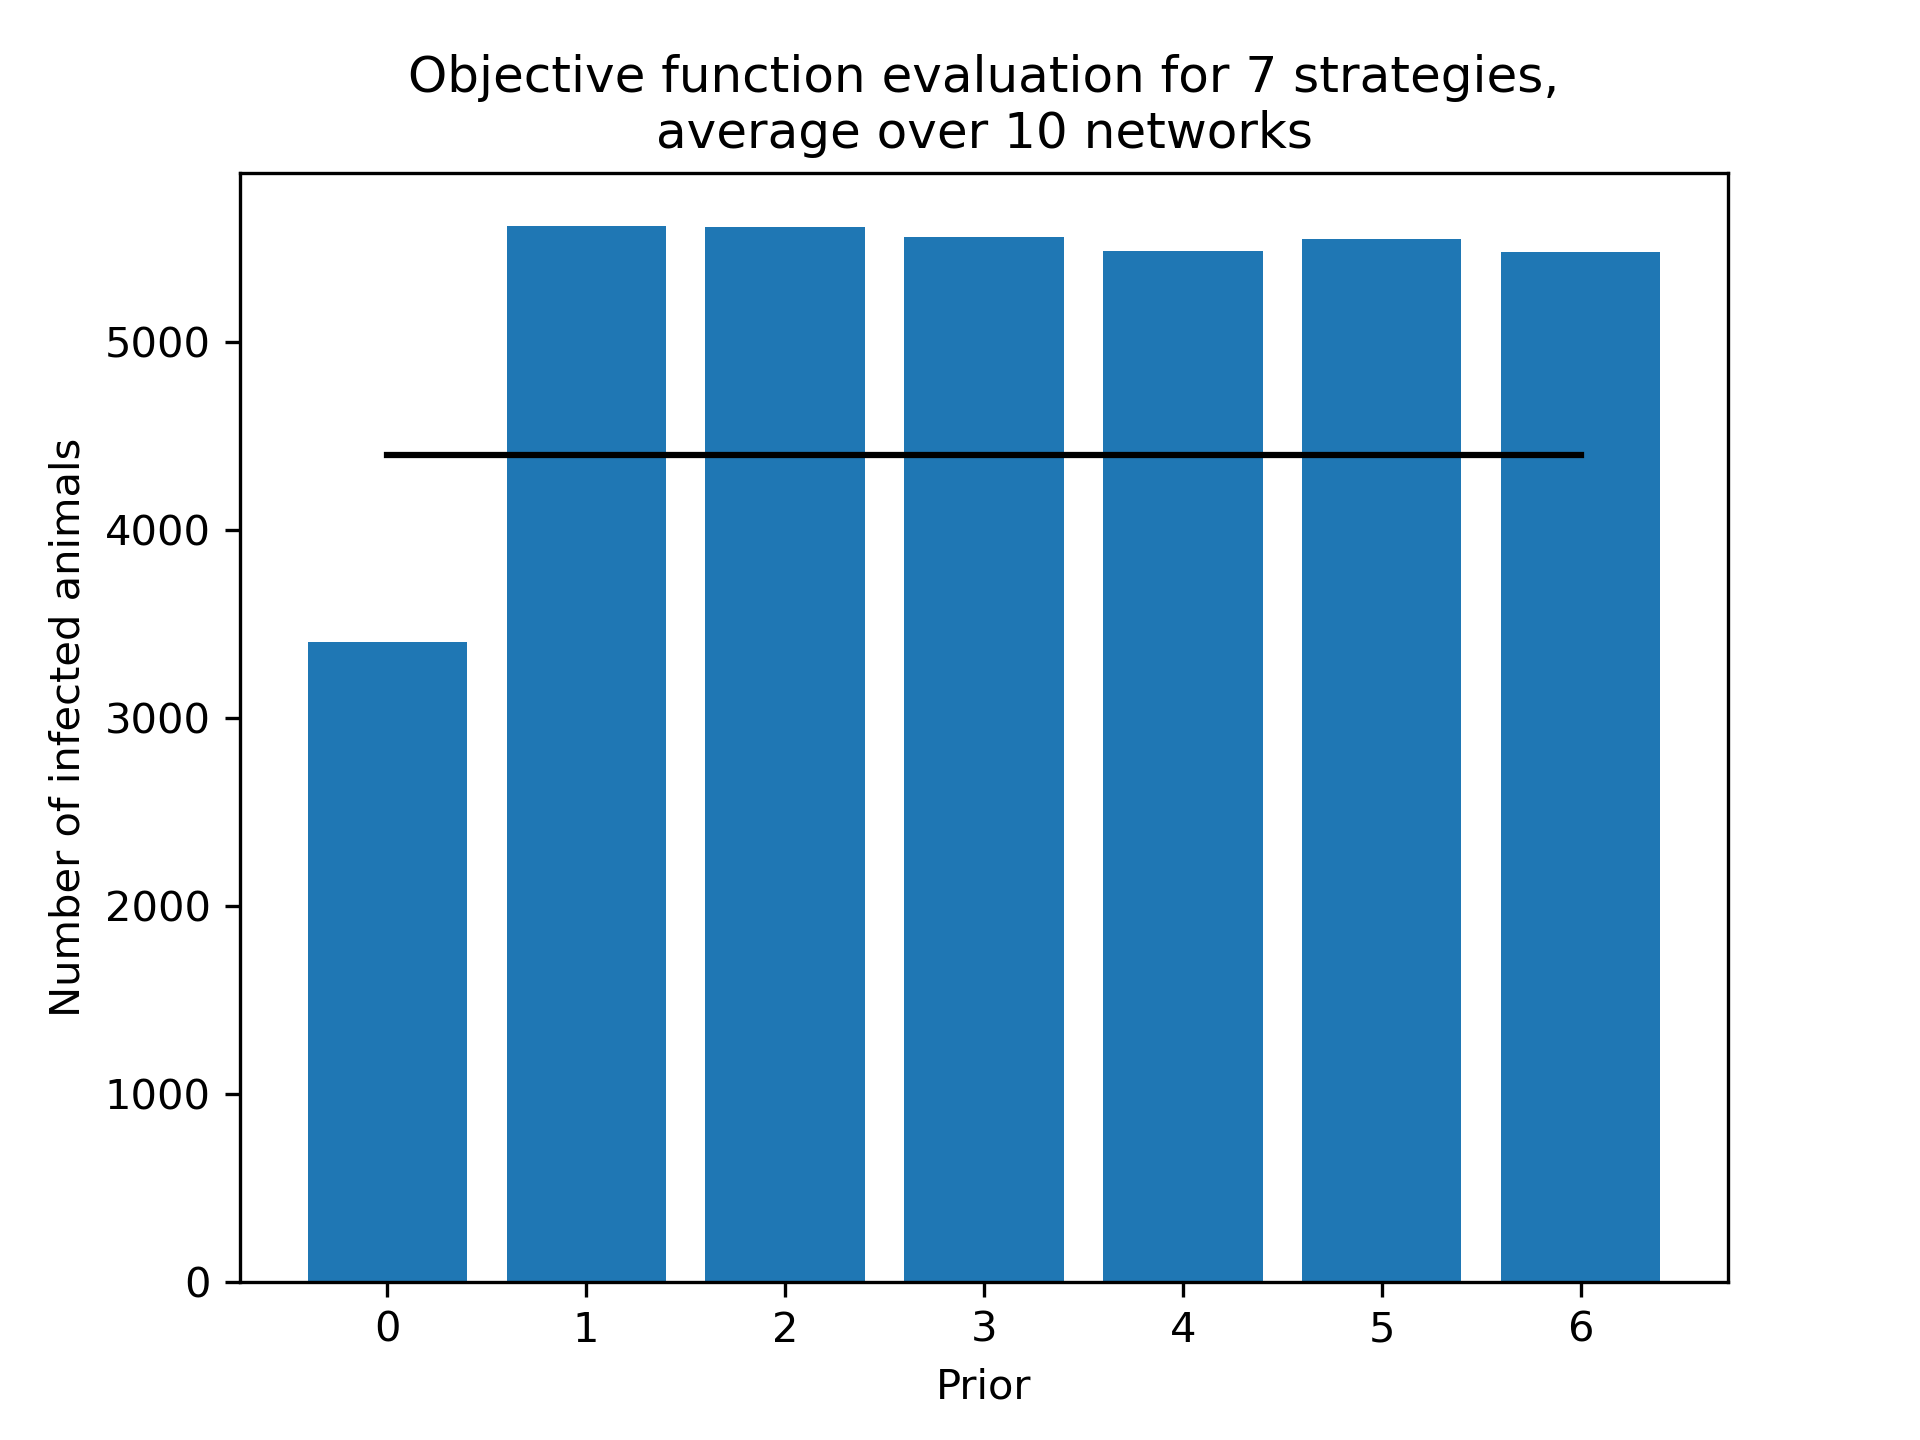 Objective function evaluation for 7 strategies,
average over 10 networks
Number of infected animals
5000
4000
3000
2000
1000
0
0 1 2 3 4 5 6
Prior